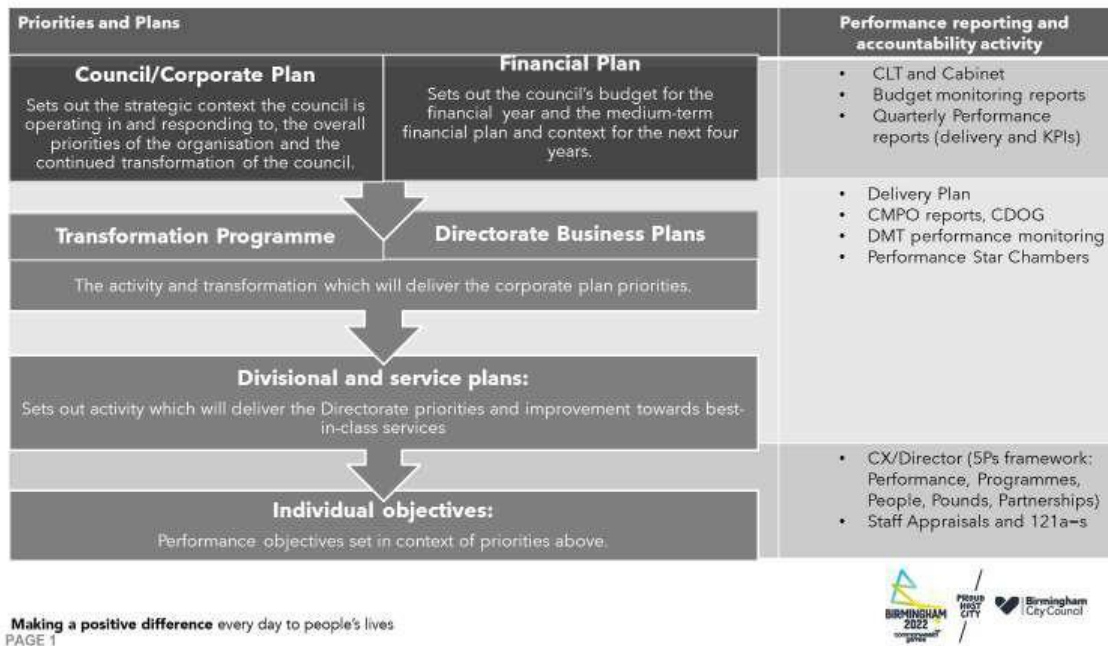 Priorities and Plans
Performance reporting and
accountability activity
Council/Corporate Plan
Sets out the strategic context the council is
operating in and responding to, the overall
priorities of the organisation and the
continued transformation of the council.
Financial Plan
Sets out the council's budget for the
financial year and the medium-term
financial plan and context for the next four
years.
• CLT and Cabinet
• Budget monitoring reports
• Quarterly Performance
reports (delivery and KPIs)
Transformation Programme
Directorate Business Plans
The activity and transformation which will deliver the corporate plan priorities.
• Delivery Plan
• CMPO reports, CDOG
• DMT performance monitoring
• Performance Star Chambers
Divisional and service plans:
Sets out activity which will deliver the Directorate priorities and improvement towards best-
in-class services
Individual objectives:
Performance objectives set in context of priorities above.
• CX/Director (5Ps framework:
Performance, Programmes,
People, Pounds, Partnerships)
• Staff Appraisals and 121a=s
Making a positive difference every day to people's lives
PAGE 1
BIRMINGHAM
2022
commonwealth
games
PROUD
HOST
CITY
Birmingham
City Council